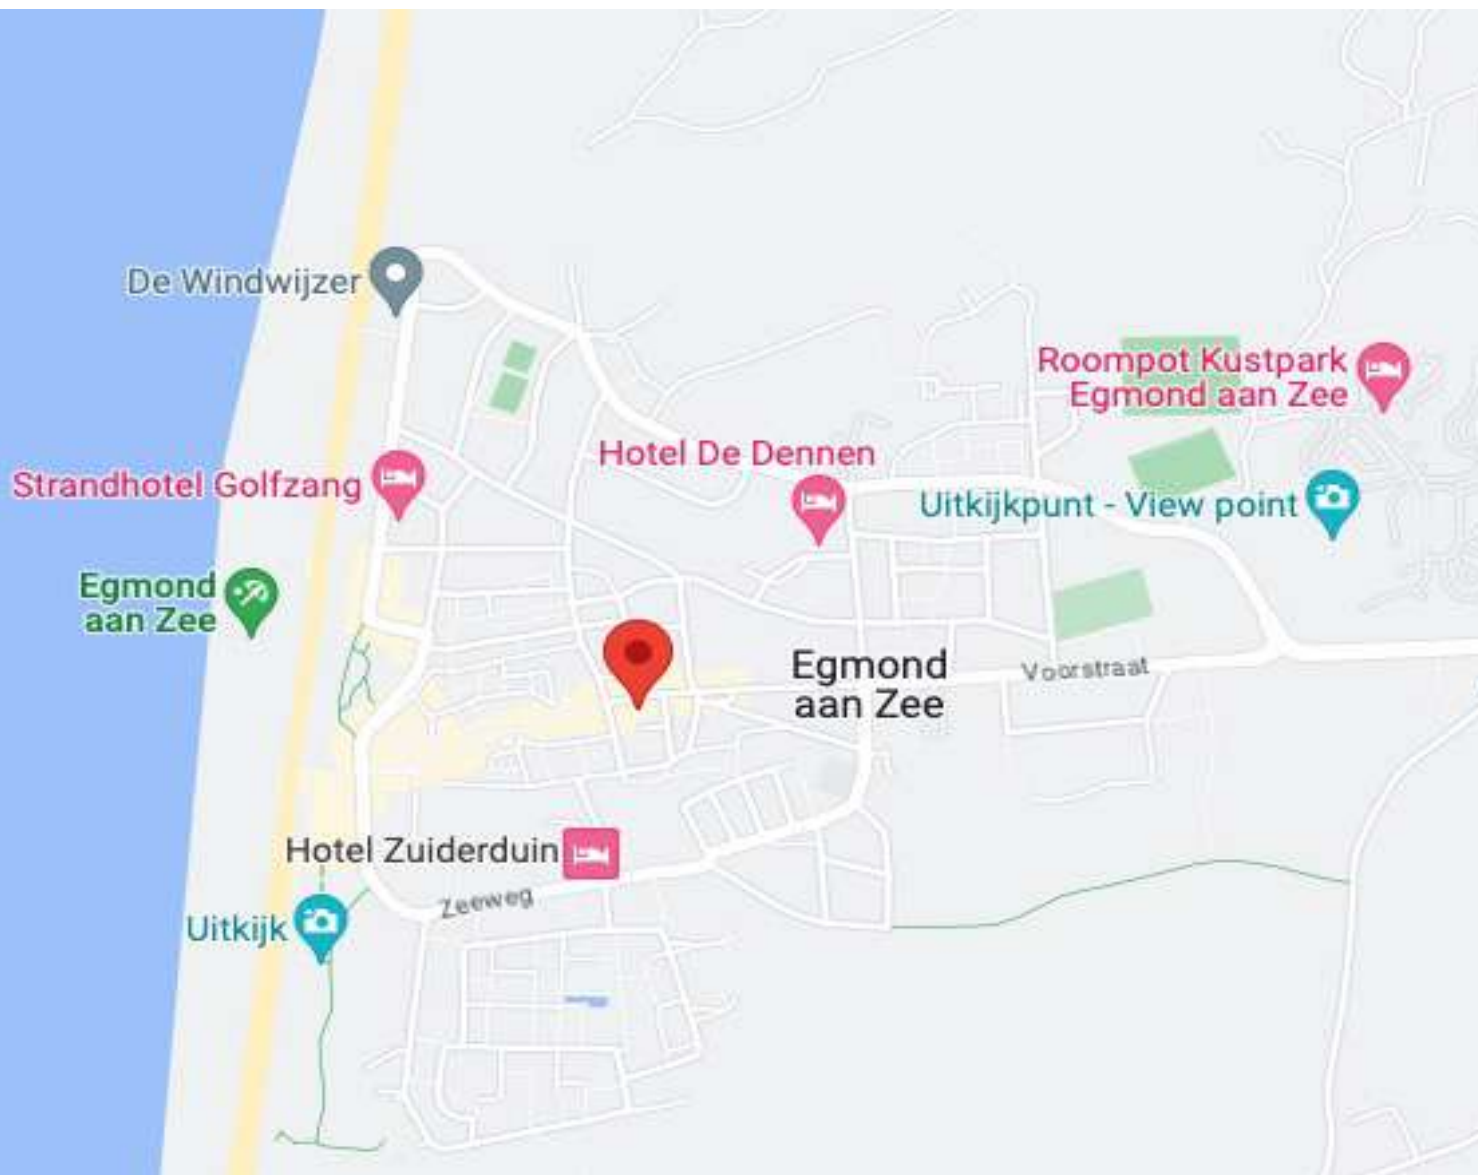 De Windwijzer
Roompot Kustpark
Egmond aan Zee
Hotel De Dennen
Strandhotel Golfzang
Uitkijkpunt - View point
Egmond
aan Zee
Egmond
aan Zee
Voorstraat
Hotel Zuiderduin
Zeeweg
Uitkijk